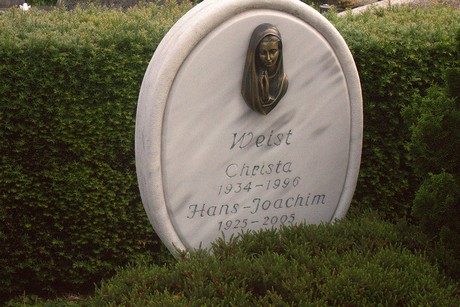 Weist
Christa
1934-1996
Hans-Joachim
1925-2005